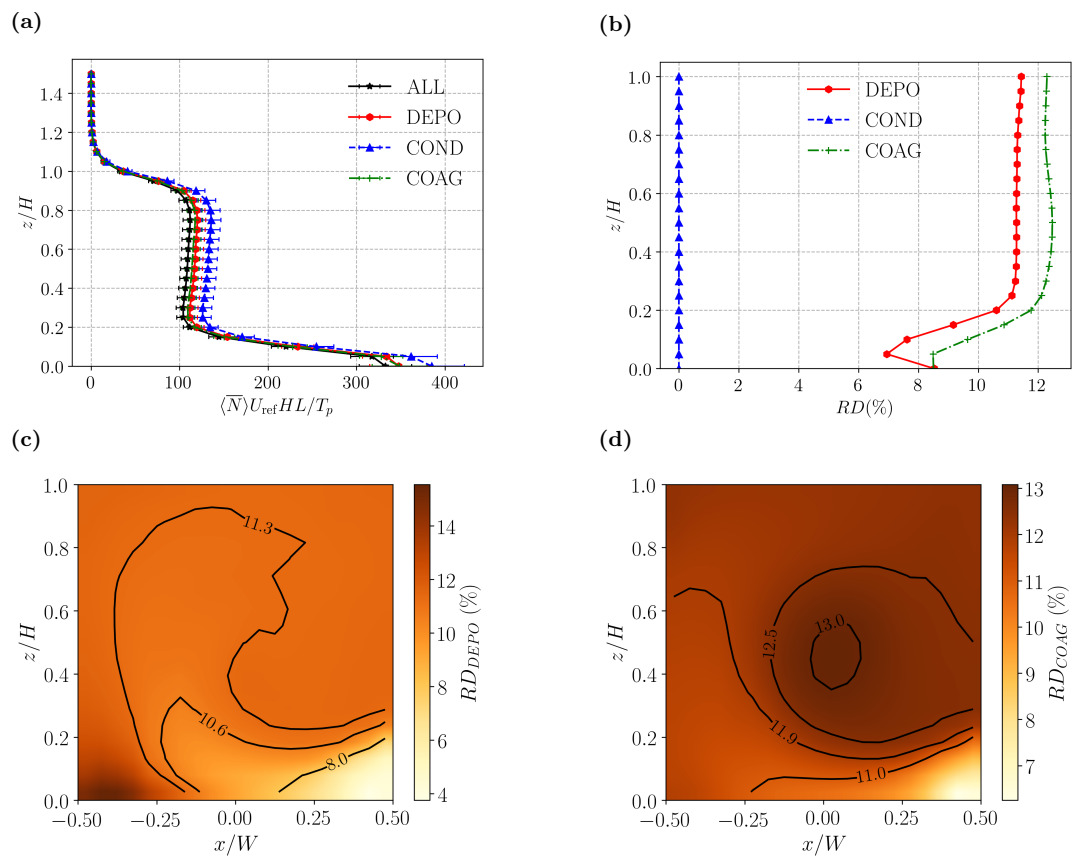 (a)
1.4
1.2
1.0
0.8
0.6
0.4
0.2
0.0
z/H
0 100 200 300 400
⟨N̅⟩U_ref HL/T_p
ALL
DEPO
COND
COAG
(b)
1.0
0.8
0.6
0.4
0.2
0.0
z/H
0 2 4 6 8 10 12
RD(%)
DEPO
COND
COAG
(c)
1.0
0.8
0.6
0.4
0.2
0.0
z/H
−0.50 −0.25 0.00 0.25 0.50
x/W
11.3
10.6
8.0
14
12
10
8
6
4
RD_DEPO (%)
(d)
1.0
0.8
0.6
0.4
0.2
0.0
z/H
−0.50 −0.25 0.00 0.25 0.50
x/W
13.0
12.5
11.9
11.0
13
12
11
10
9
8
7
RD_COAG (%)